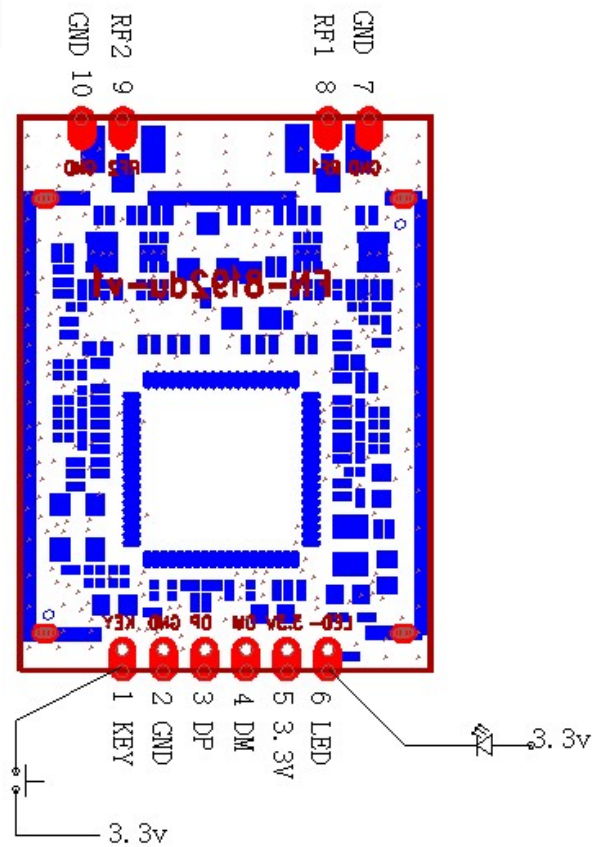 GND 10
RF2 9
RF1 8
GND 7
GND RF2
GND RF1
FN-8192du-v1
LED-3.3v DM DP GND KEY
1 KEY
2 GND
3 DP
4 DM
5 3.3V
6 LED
3.3v
3.3v